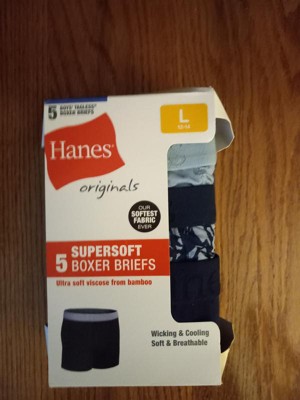 5 BOYS' TAGLESS®
BOXER BRIEFS
L
Hanes
originals
OUR
SOFTEST
FABRIC
EVER
5 SUPERSOFT
BOXER BRIEFS
Ultra soft viscose from bamboo
Wicking & Cooling
Soft & Breathable